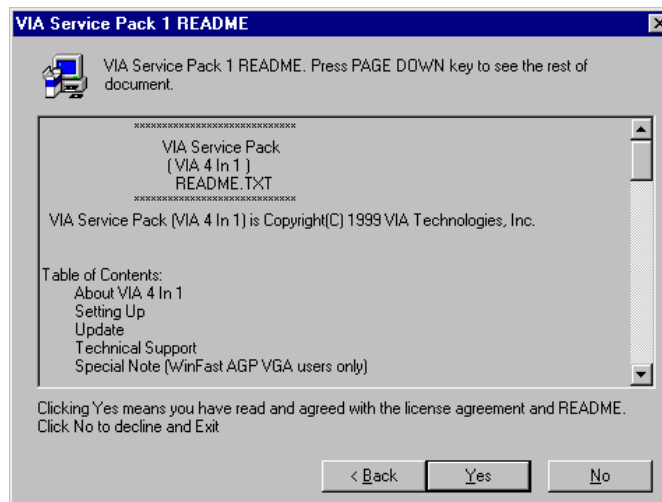 VIA Service Pack 1 README
VIA Service Pack 1 README. Press PAGE DOWN key to see the rest of
document.
****************************
VIA Service Pack
( VIA 4 In 1 )
README.TXT
****************************
VIA Service Pack (VIA 4 In 1) is Copyright(C) 1999 VIA Technologies, Inc.
Table of Contents:
About VIA 4 In 1
Setting Up
Update
Technical Support
Special Note (WinFast AGP VGA users only)
Clicking Yes means you have read and agreed with the license agreement and README.
Click No to decline and Exit
< Back
Yes
No